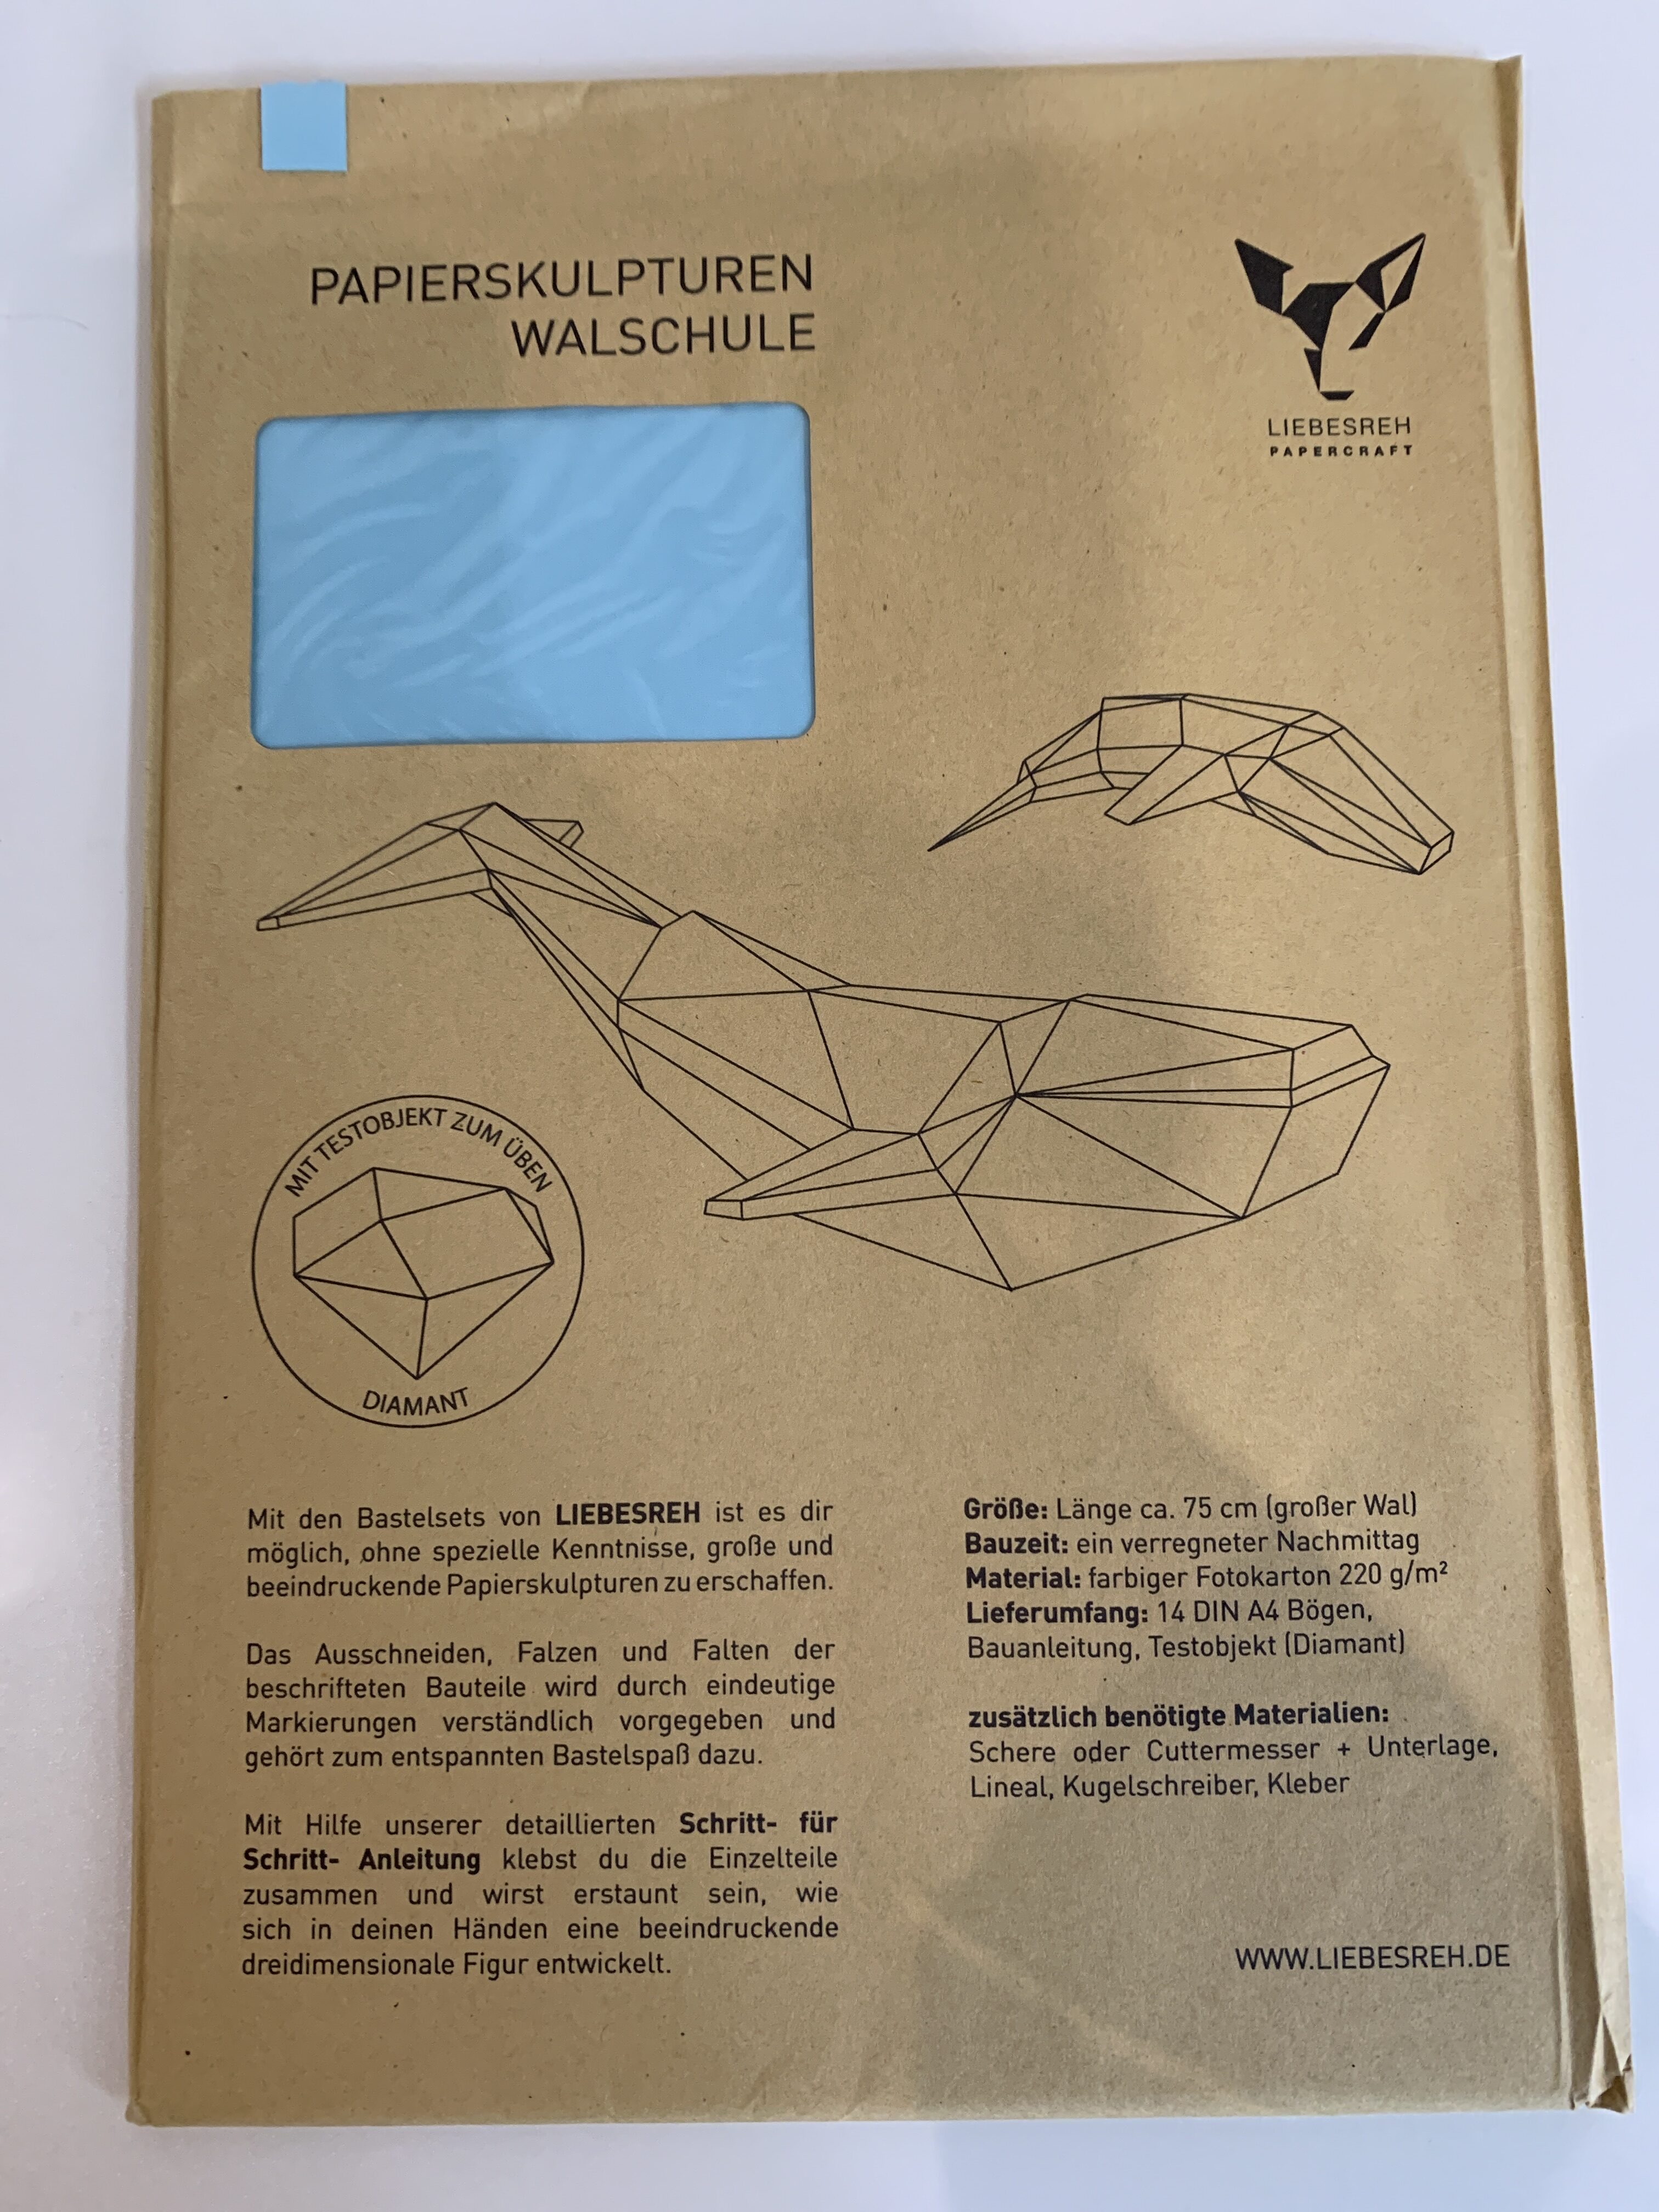 PAPIERSKULPTUREN
WALSCHULE
LIEBESREH
PAPERCRAFT
MIT TESTOBJEKT ZUM ÜBEN
DIAMANT
Mit den Bastelsets von LIEBESREH ist es dir
möglich, ohne spezielle Kenntnisse, große und
beeindruckende Papierskulpturen zu erschaffen.
Das Ausschneiden, Falzen und Falten der
beschrifteten Bauteile wird durch eindeutige
Markierungen verständlich vorgegeben und
gehört zum entspannten Bastelspaß dazu.
Mit Hilfe unserer detaillierten Schritt- für
Schritt- Anleitung klebst du die Einzelteile
zusammen und wirst erstaunt sein, wie
sich in deinen Händen eine beeindruckende
dreidimensionale Figur entwickelt.
Größe: Länge ca. 75 cm (großer Wal)
Bauzeit: ein verregneter Nachmittag
Material: farbiger Fotokarton 220 g/m²
Lieferumfang: 14 DIN A4 Bögen,
Bauanleitung, Testobjekt (Diamant)
zusätzlich benötigte Materialien:
Schere oder Cuttermesser + Unterlage,
Lineal, Kugelschreiber, Kleber
WWW.LIEBESREH.DE